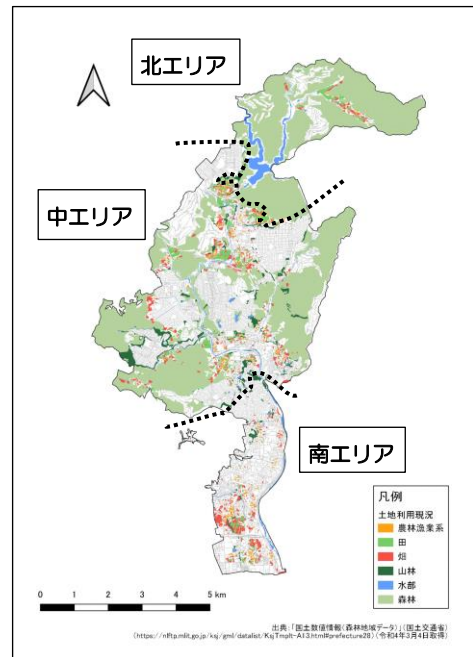 北エリア
中エリア
南エリア
凡例
土地利用現況
農林漁業系
田
畑
山林
水部
森林
0 1 2 3 4 5 km
出典：「国土数値情報（森林地域データ）」（国土交通省）
（https://nlftp.mlit.go.jp/ksj/gml/datalist/KsjTmplt-A13.html#prefecture28）（令和4年3月4日取得）